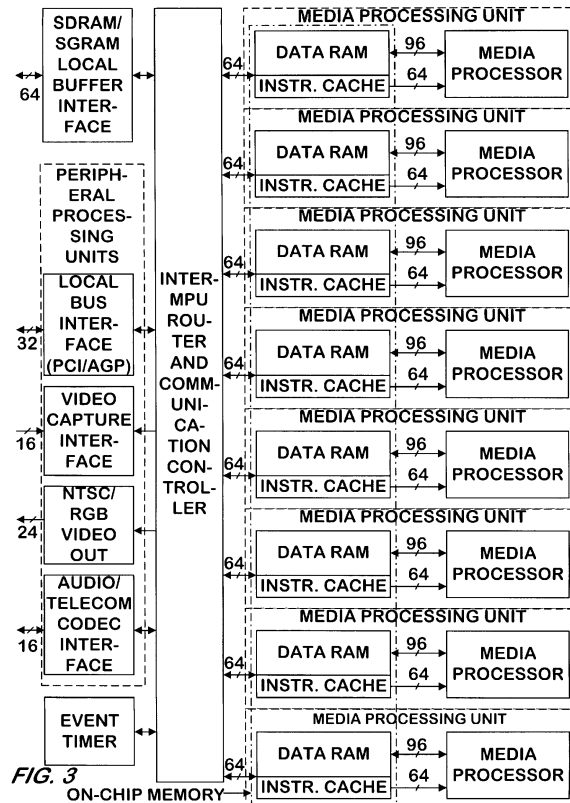 SDRAM/
SGRAM
LOCAL
BUFFER
INTER-
FACE
64
PERIPH-
ERAL
PROCES-
SING
UNITS
LOCAL
BUS
INTER-
FACE
(PCI/AGP)
32
VIDEO
CAPTURE
INTER-
FACE
16
NTSC/
RGB
VIDEO
OUT
24
AUDIO/
TELECOM
CODEC
INTER-
FACE
16
EVENT
TIMER
INTER-
MPU
ROU-
TER
AND
COMM-
UNI-
CA-
TION
CON-
TROL-
LER
MEDIA PROCESSING UNIT
64
DATA RAM
INSTR. CACHE
96
64
MEDIA
PROCESSOR
MEDIA PROCESSING UNIT
64
DATA RAM
INSTR. CACHE
96
64
MEDIA
PROCESSOR
MEDIA PROCESSING UNIT
64
DATA RAM
INSTR. CACHE
96
64
MEDIA
PROCESSOR
MEDIA PROCESSING UNIT
64
DATA RAM
INSTR. CACHE
96
64
MEDIA
PROCESSOR
MEDIA PROCESSING UNIT
64
DATA RAM
INSTR. CACHE
96
64
MEDIA
PROCESSOR
MEDIA PROCESSING UNIT
64
DATA RAM
INSTR. CACHE
96
64
MEDIA
PROCESSOR
MEDIA PROCESSING UNIT
64
DATA RAM
INSTR. CACHE
96
64
MEDIA
PROCESSOR
MEDIA PROCESSING UNIT
64
DATA RAM
INSTR. CACHE
96
64
MEDIA
PROCESSOR
FIG. 3
ON-CHIP MEMORY